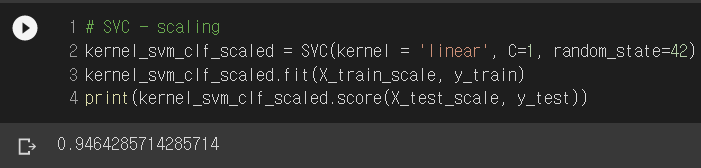 1 # SVC - scaling
2 kernel_svm_clf_scaled = SVC(kernel = 'linear', C=1, random_state=42)
3 kernel_svm_clf_scaled.fit(X_train_scale, y_train)
4 print(kernel_svm_clf_scaled.score(X_test_scale, y_test))
0.9464285714285714